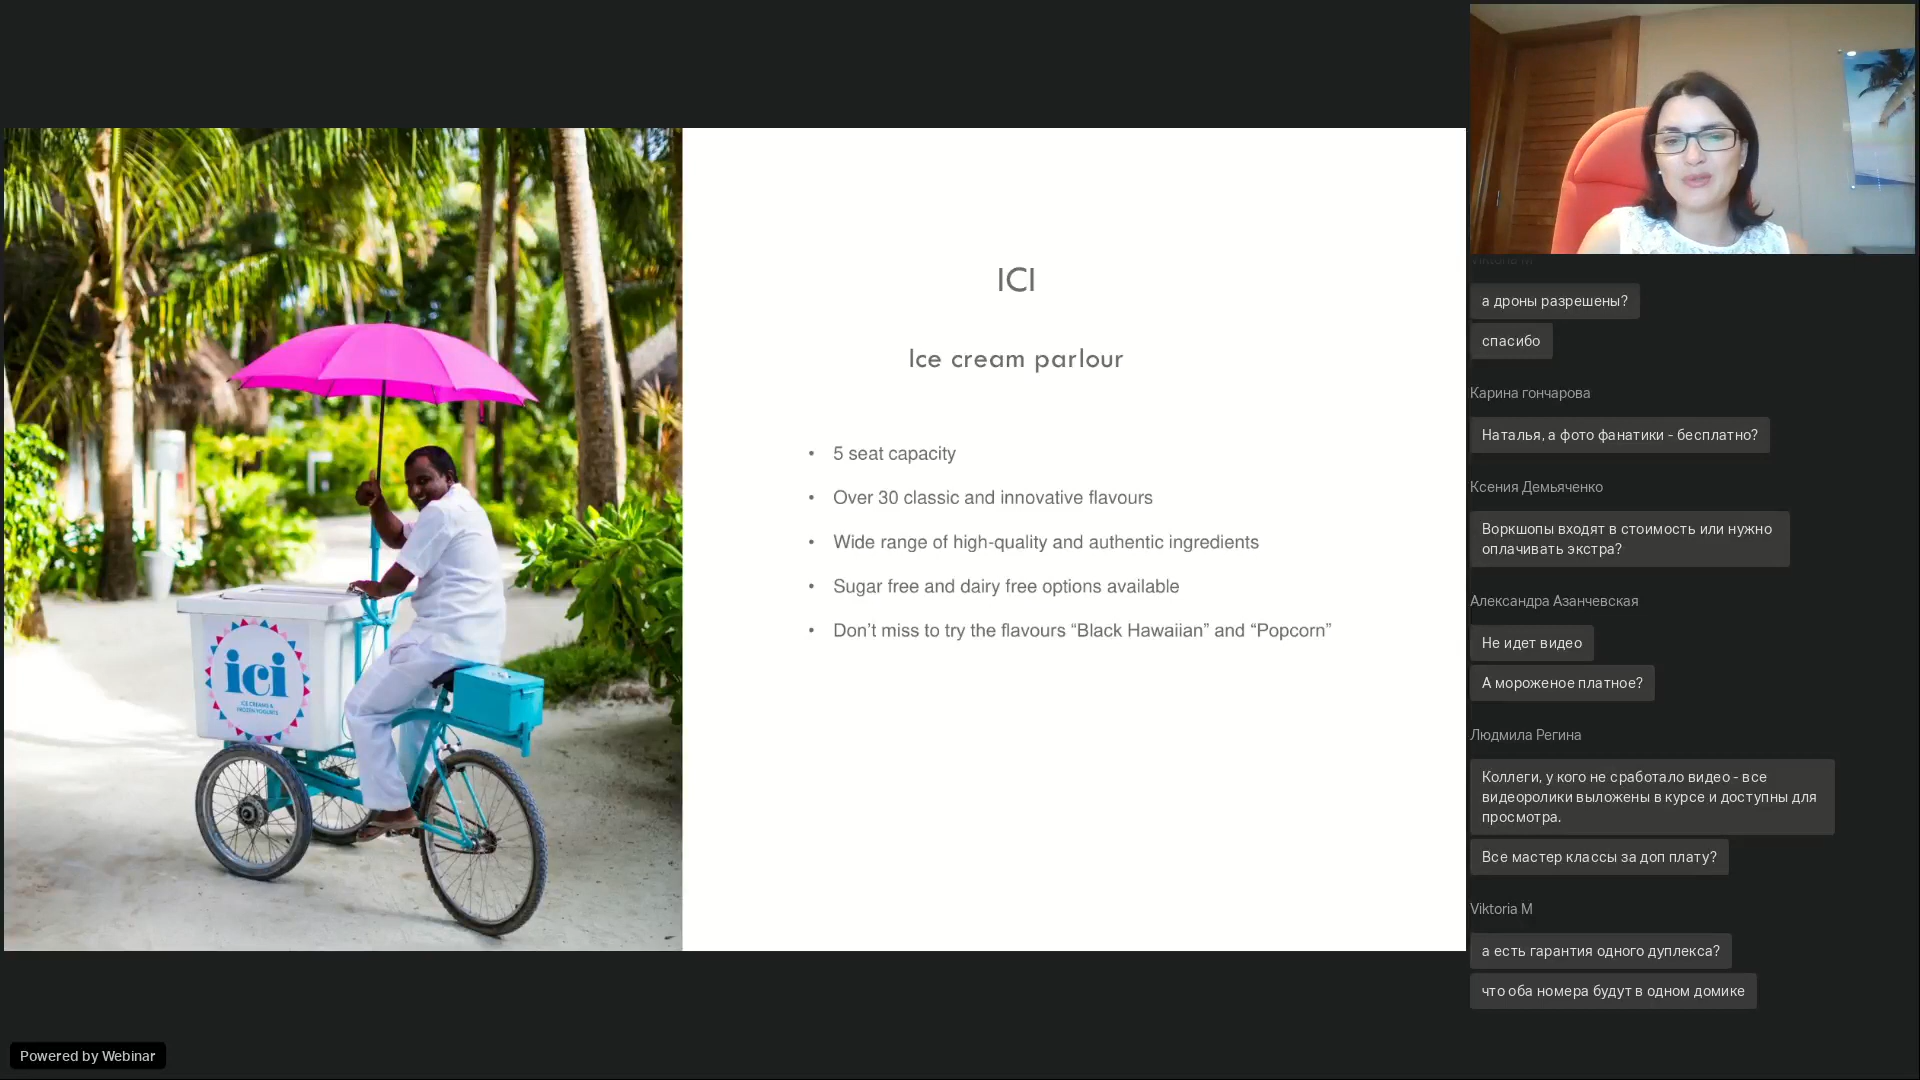 ICI
Ice cream parlour
• 5 seat capacity
• Over 30 classic and innovative flavours
• Wide range of high-quality and authentic ingredients
• Sugar free and dairy free options available
• Don’t miss to try the flavours “Black Hawaiian” and “Popcorn”
ici
ICE CREAMS &
FROZEN YOGURTS
Viktoria M
а дроны разрешены?
спасибо
Карина гончарова
Наталья, а фото фанатики - бесплатно?
Ксения Демьяченко
Воркшопы входят в стоимость или нужно
оплачивать экстра?
Александра Азанчевская
Не идет видео
А мороженое платное?
Людмила Регина
Коллеги, у кого не сработало видео - все
видеоролики выложены в курсе и доступны для
просмотра.
Все мастер классы за доп плату?
Viktoria M
а есть гарантия одного дуплекса?
что оба номера будут в одном домике
Powered by Webinar